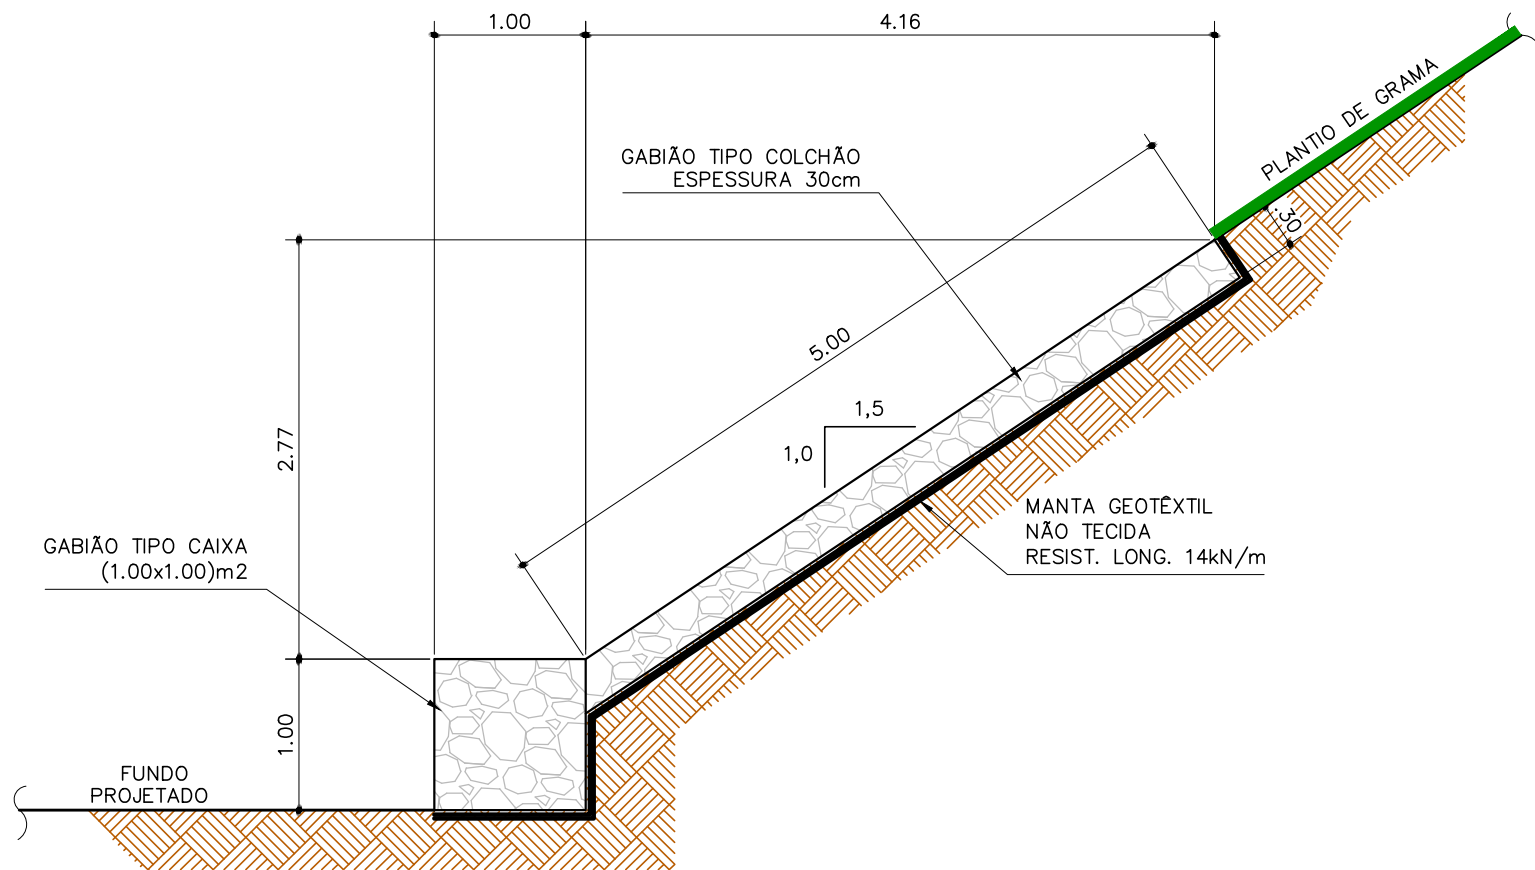 1.00
4.16
PLANTIO DE GRAMA
GABIÃO TIPO COLCHÃO
ESPESSURA 30cm
.30
5.00
1,5
1,0
2.77
MANTA GEOTÊXTIL
NÃO TECIDA
RESIST. LONG. 14kN/m
GABIÃO TIPO CAIXA
(1.00x1.00)m2
1.00
FUNDO
PROJETADO